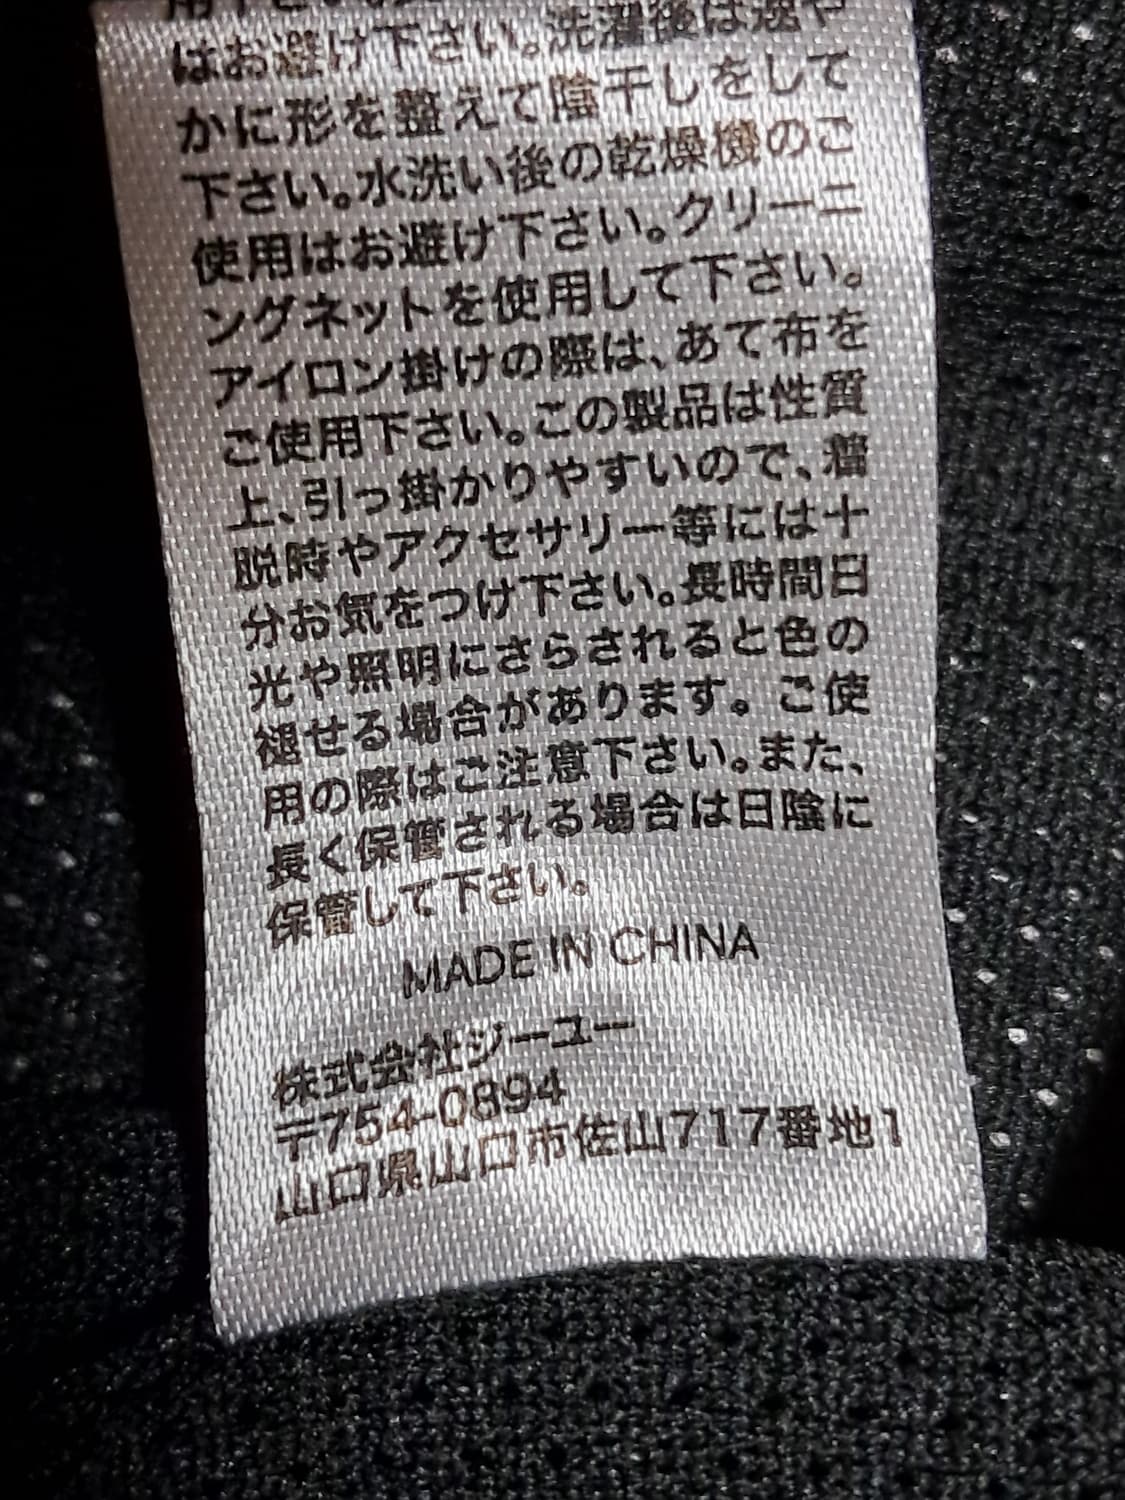 はお避け下さい。洗濯後は速や
かに形を整えて陰干しをして
下さい。水洗い後の乾燥機のご
使用はお避け下さい。クリーニ
ングネットを使用して下さい。
アイロン掛けの際は、あて布を
ご使用下さい。この製品は性質
上、引っ掛かりやすいので、着
脱時やアクセサリー等には十
分お気をつけ下さい。長時間日
光や照明にさらされると色の
褪せる場合があります。ご使
用の際はご注意下さい。また、
長く保管される場合は日陰に
保管して下さい。
MADE IN CHINA
株式会社ジーユー
〒754-0894
山口県山口市佐山717番地1